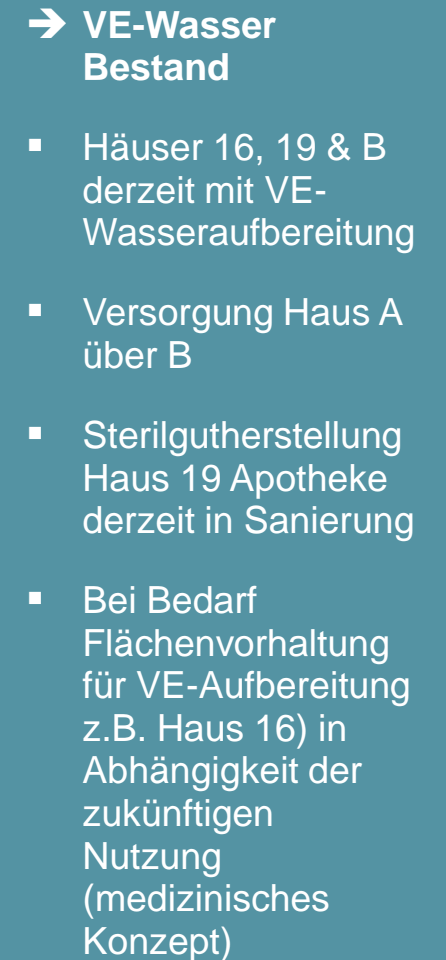 ➔ VE-Wasser
Bestand
▪ Häuser 16, 19 & B
derzeit mit VE-
Wasseraufbereitung
▪ Versorgung Haus A
über B
▪ Sterilgutherstellung
Haus 19 Apotheke
derzeit in Sanierung
▪ Bei Bedarf
Flächenvorhaltung
für VE-Aufbereitung
z.B. Haus 16) in
Abhängigkeit der
zukünftigen
Nutzung
(medizinisches
Konzept)